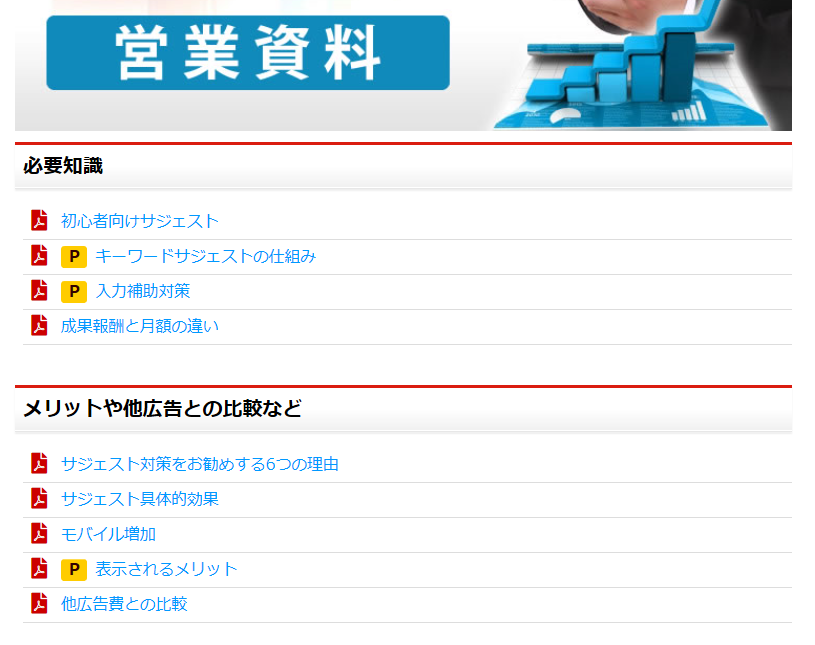 営業資料
必要知識
初心者向けサジェスト
P キーワードサジェストの仕組み
P 入力補助対策
成果報酬と月額の違い
メリットや他広告との比較など
サジェスト対策をお勧めする6つの理由
サジェスト具体的効果
モバイル増加
P 表示されるメリット
他広告費との比較